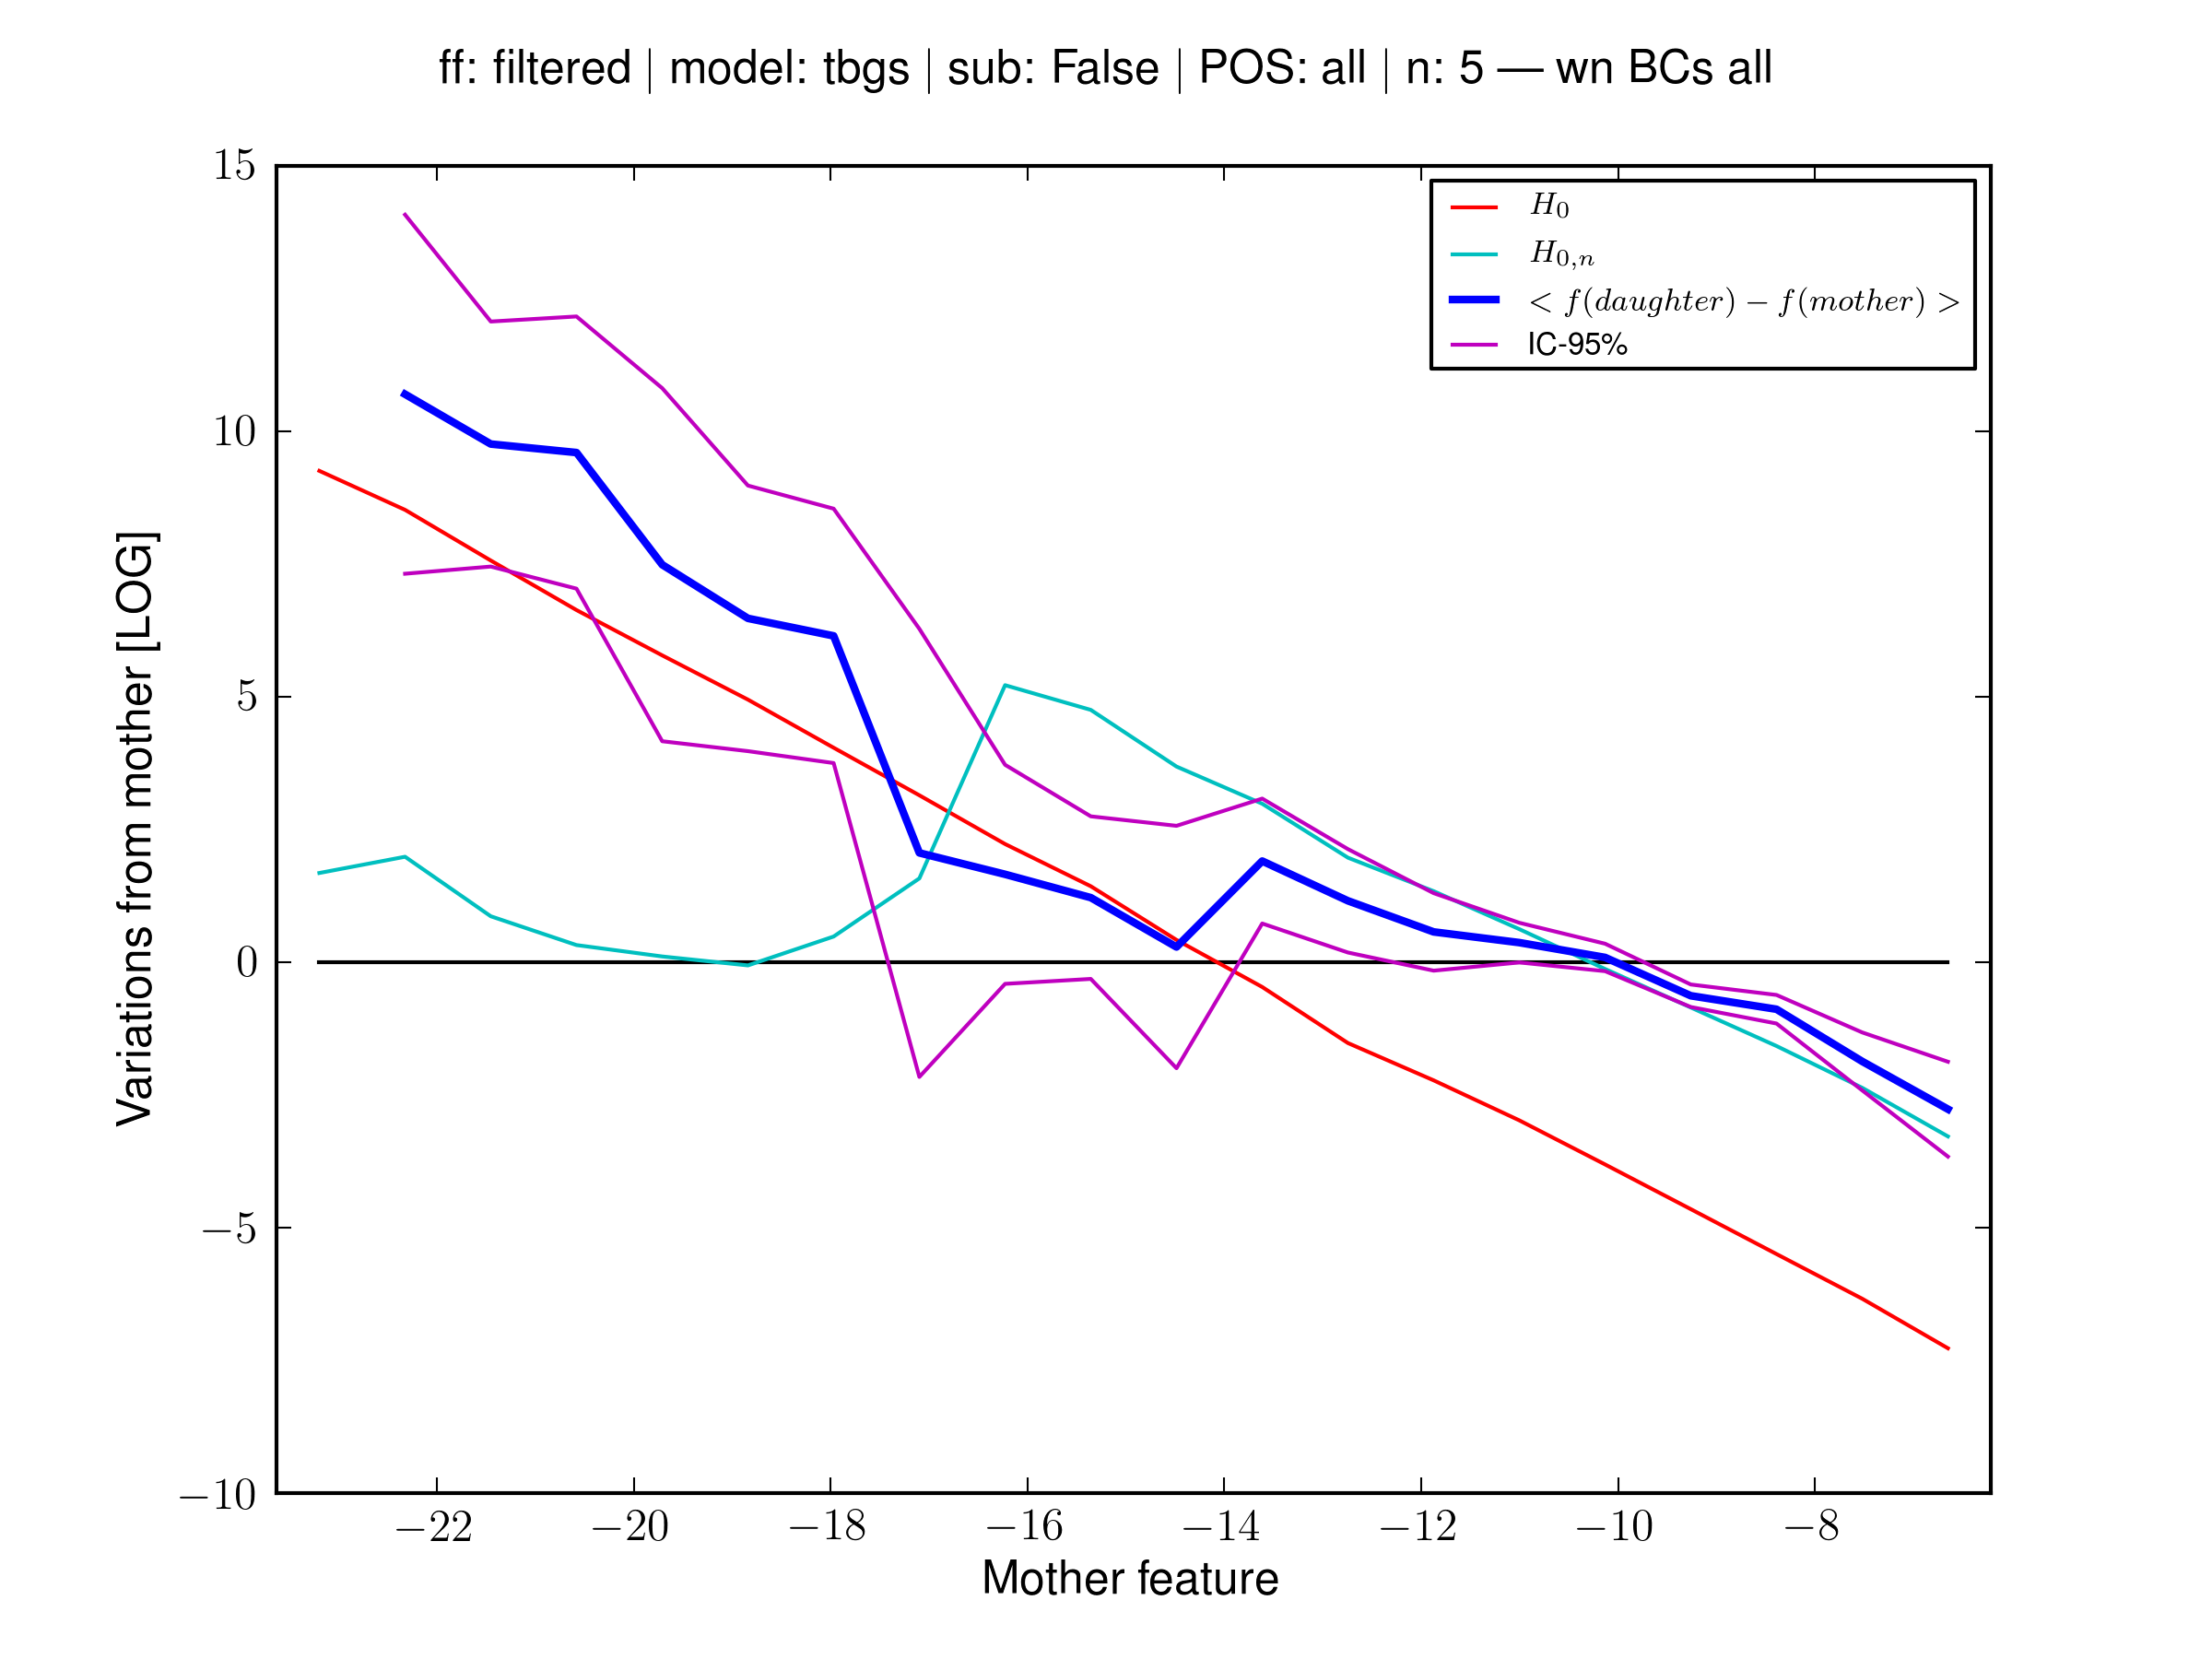 ff: filtered | model: tbgs | sub: False | POS: all | n: 5 — wn BCs all
15
10
5
0
−5
−10
Variations from mother [LOG]
H0
H0,n
< f(daughter) − f(mother) >
IC-95%
−22 −20 −18 −16 −14 −12 −10 −8
Mother feature